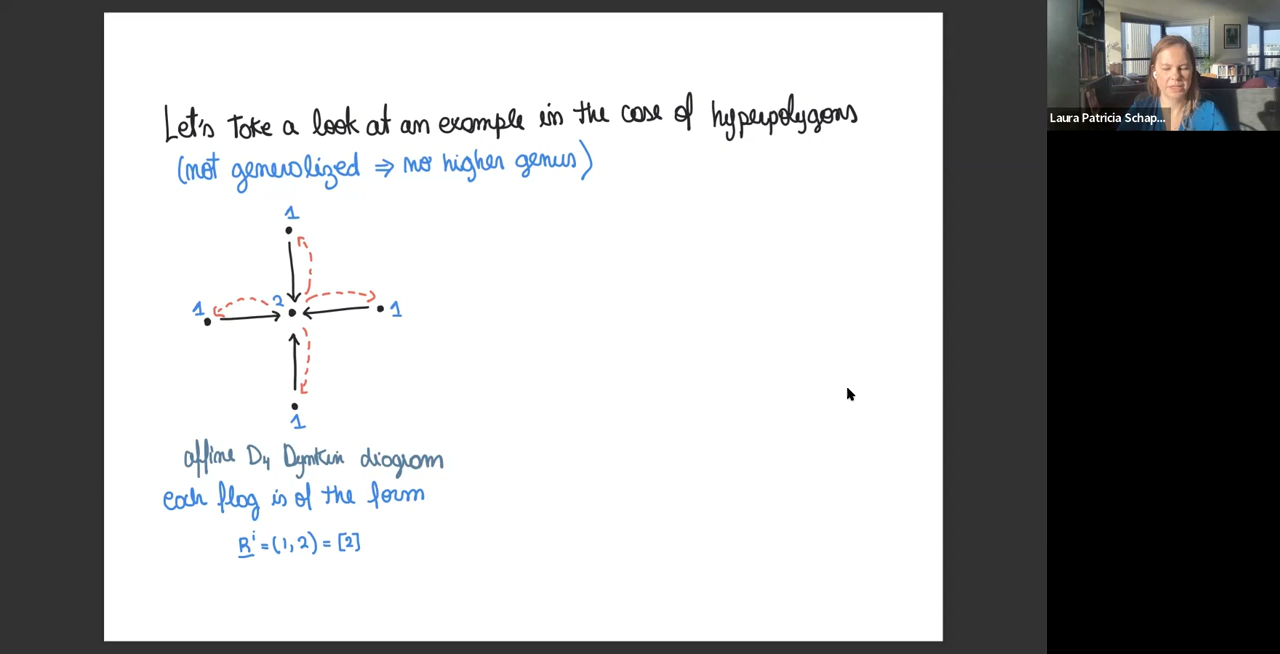 Let's take a look at an example in the case of hyperpolygons
(not generalized ⇒ no higher genus)
1
1
2
1
1
affine D4 Dynkin diagram
each flag is of the form
R^i = (1, 2) = [2]
Laura Patricia Schap...